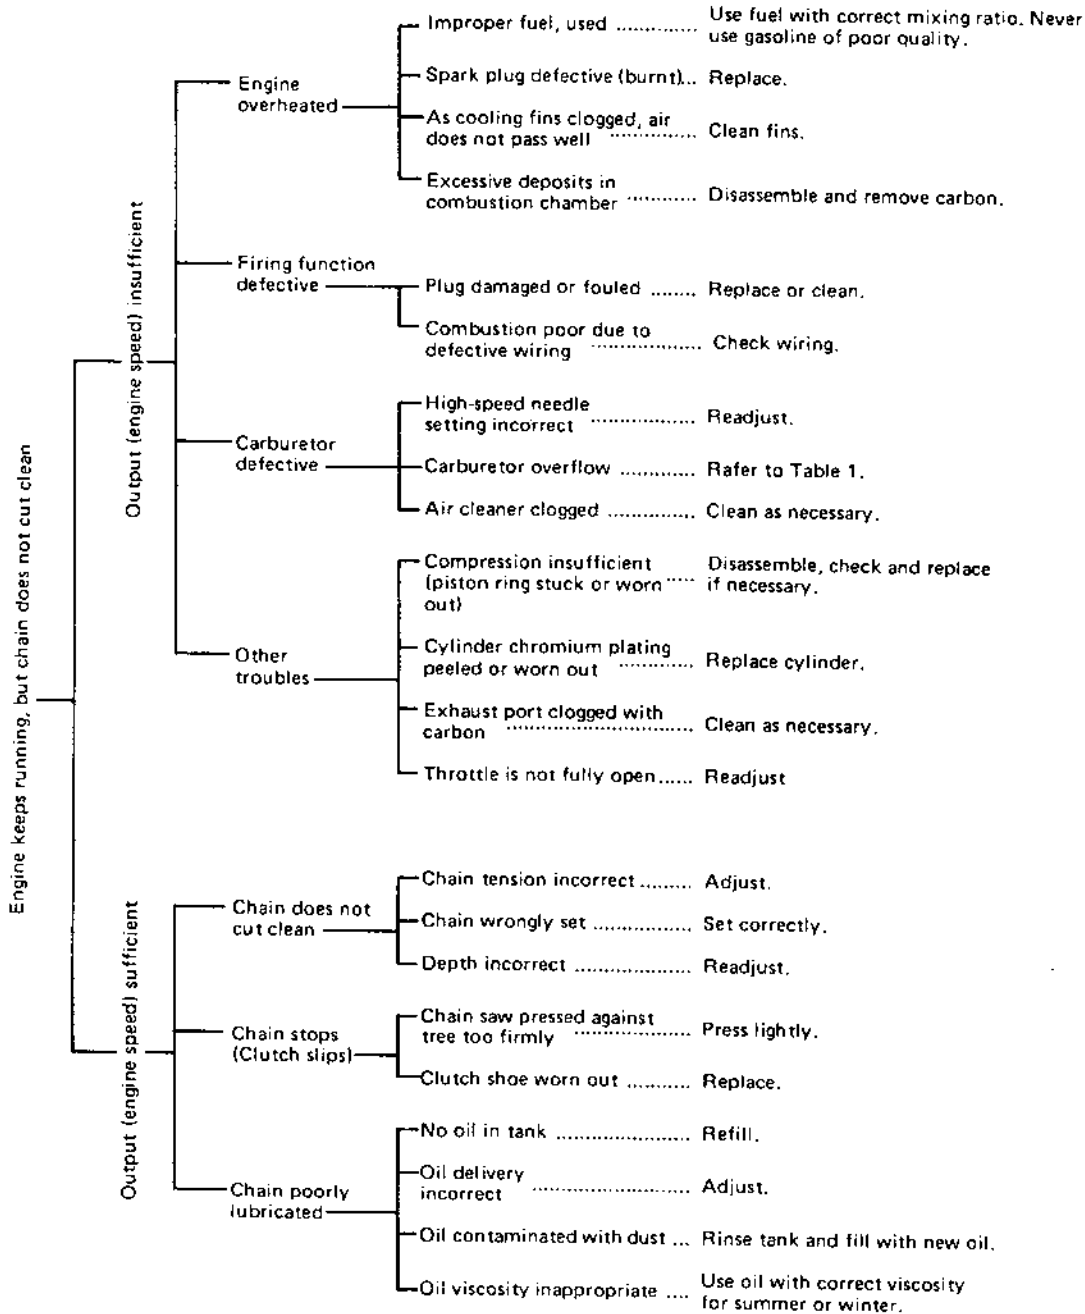 Engine keeps running, but chain does not cut clean
Output (engine speed) insufficient
Engine
overheated
Improper fuel, used ............. Use fuel with correct mixing ratio. Never
use gasoline of poor quality.
Spark plug defective (burnt)... Replace.
As cooling fins clogged, air
does not pass well ............. Clean fins.
Excessive deposits in
combustion chamber ........... Disassemble and remove carbon.
Firing function
defective
Plug damaged or fouled ........ Replace or clean.
Combustion poor due to
defective wiring .................. Check wiring.
Carburetor
defective
High-speed needle
setting incorrect .................. Readjust.
Carburetor overflow ............. Rafer to Table 1.
Air cleaner clogged ............... Clean as necessary.
Other
troubles
Compression insufficient
(piston ring stuck or worn ..... Disassemble, check and replace
out)
if necessary.
Cylinder chromium plating
peeled or worn out ............. Replace cylinder.
Exhaust port clogged with
carbon ................................ Clean as necessary.
Throttle is not fully open...... Readjust
Output (engine speed) sufficient
Chain does not
cut clean
Chain tension incorrect ......... Adjust.
Chain wrongly set ................ Set correctly.
Depth incorrect .................... Readjust.
Chain stops
(Clutch slips)
Chain saw pressed against
tree too firmly .................... Press lightly.
Clutch shoe worn out ........... Replace.
Chain poorly
lubricated
No oil in tank ...................... Refill.
Oil delivery
incorrect ............................ Adjust.
Oil contaminated with dust ... Rinse tank and fill with new oil.
Oil viscosity inappropriate .... Use oil with correct viscosity
for summer or winter.